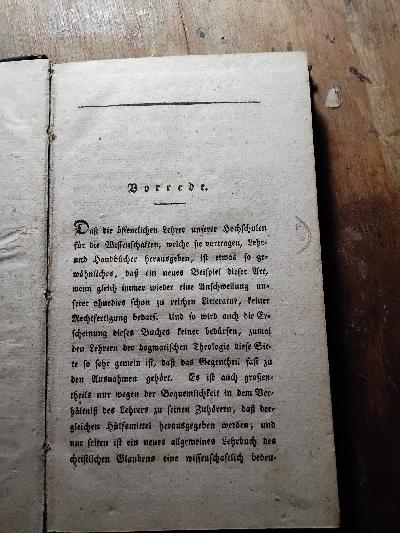 Vorrede.
Daß die öffentlichen Lehrer unserer Hochschulen
für die Wissenschaften, welche sie vortragen, Lehr-
und Handbücher herausgeben, ist etwas so ge-
wöhnliches, daß ein neues Beispiel dieser Art,
wenn gleich immer wieder eine Anschwellung un-
serer ohnedies schon zu reichen Litteratur, keiner
Rechtfertigung bedarf. Und so wird auch die Er-
scheinung dieses Buches keiner bedürfen, zumal
den Lehrern der dogmatischen Theologie diese Sit-
te so sehr gemein ist, daß das Gegentheil fast zu
den Ausnahmen gehört. Es ist auch großen-
theils nur wegen der Bequemlichkeit in dem Ver-
hältniß des Lehrers zu seinen Zuhörern, daß der-
gleichen Hülfsmittel herausgegeben werden; und
nur selten ist ein neues allgemeines Lehrbuch des
christlichen Glaubens eine wissenschaftlich bedeu-